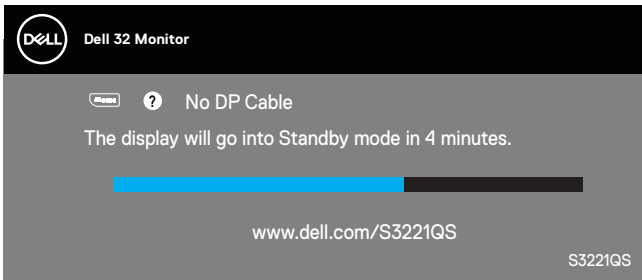 DELL
Dell 32 Monitor
? No DP Cable
The display will go into Standby mode in 4 minutes.
www.dell.com/S3221QS
S3221QS